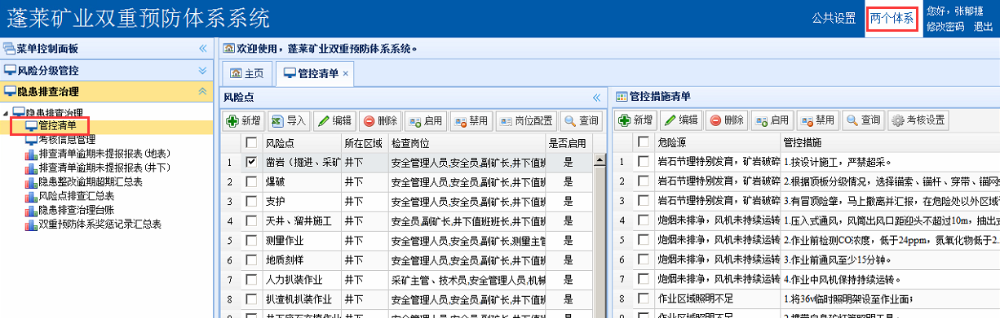 蓬莱矿业双重预防体系系统
公共设置 两个体系 您好，张郁捷
修改密码 退出
菜单控制面板
风险分级管控
隐患排查治理
隐患排查治理
管控清单
考核信息管理
排查清单逾期未提报报表(地表)
排查清单逾期未提报报表(井下)
隐患整改逾期超期汇总表
风险点排查汇总表
隐患排查治理台账
双重预防体系奖惩记录汇总表
欢迎使用，蓬莱矿业双重预防体系系统。
主页 管控清单 ×
风险点
新增 导入 编辑 删除 启用 禁用 岗位配置 查询
风险点 所在区域 检查岗位 是否启用
1 凿岩（掘进、采矿 井下 安全管理人员,安全员,副矿长,井下值班 是
2 爆破 井下 安全管理人员,安全员,副矿长,井下值班 是
3 支护 井下 安全管理人员,安全员,副矿长,井下值班 是
4 天井、溜井施工 井下 安全员,副矿长,井下值班班长,安全管理 是
5 测量作业 井下 安全管理人员,安全员,副矿长,测量主管 是
6 地质刻样 井下 安全管理人员,安全员,副矿长,井下值班 是
7 人力扒装作业 井下 采矿主管、技术员,安全管理人员,机械 是
8 扒渣机装作业 井下 安全管理人员,安全员,副矿长,井下值班 是
管控措施清单
新增 编辑 删除 启用 禁用 查询 考核设置
危险源 管控措施
1 岩石节理特别发育，矿岩破碎 1.按设计施工，严禁超采。
2 岩石节理特别发育，矿岩破碎 2.根据顶板分级情况，选择锚索、锚杆、穿带、锚网
3 岩石节理特别发育，矿岩破碎 3.有冒顶险肇，马上撤离并汇报，在危险处以外区域
4 炮烟未排净，风机未持续运转 1.压入式通风，风筒出风口距迎头不超过10m，抽出式
5 炮烟未排净，风机未持续运转 2.作业前检测CO浓度，低于24ppm，氮氧化物低于2.
6 炮烟未排净，风机未持续运转 3.作业前通风至少15分钟。
7 炮烟未排净，风机未持续运转 4.作业中风机保持持续运转。
8 作业区域照明不足 1.将36v临时照明架设至作业面；